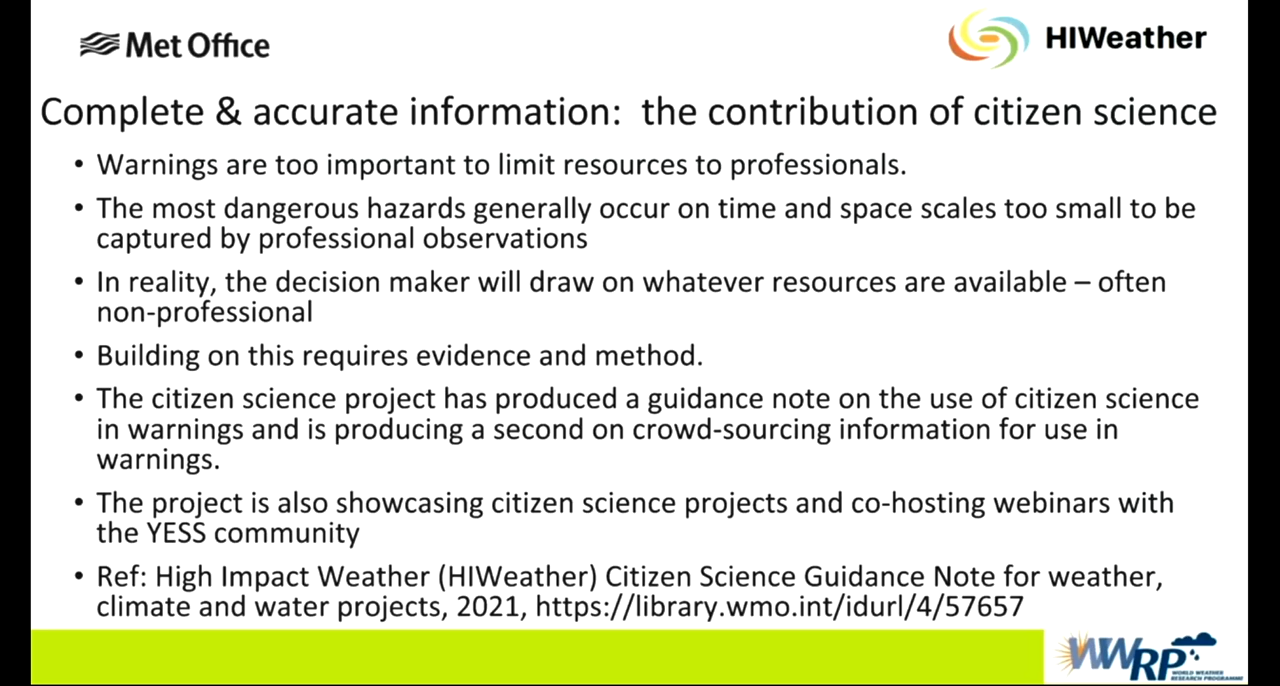 Met Office
HIWeather
Complete & accurate information: the contribution of citizen science
• Warnings are too important to limit resources to professionals.
• The most dangerous hazards generally occur on time and space scales too small to be
captured by professional observations
• In reality, the decision maker will draw on whatever resources are available – often
non-professional
• Building on this requires evidence and method.
• The citizen science project has produced a guidance note on the use of citizen science
in warnings and is producing a second on crowd-sourcing information for use in
warnings.
• The project is also showcasing citizen science projects and co-hosting webinars with
the YESS community
• Ref: High Impact Weather (HIWeather) Citizen Science Guidance Note for weather,
climate and water projects, 2021, https://library.wmo.int/idurl/4/57657
WWRP
WORLD WEATHER
RESEARCH PROGRAMME